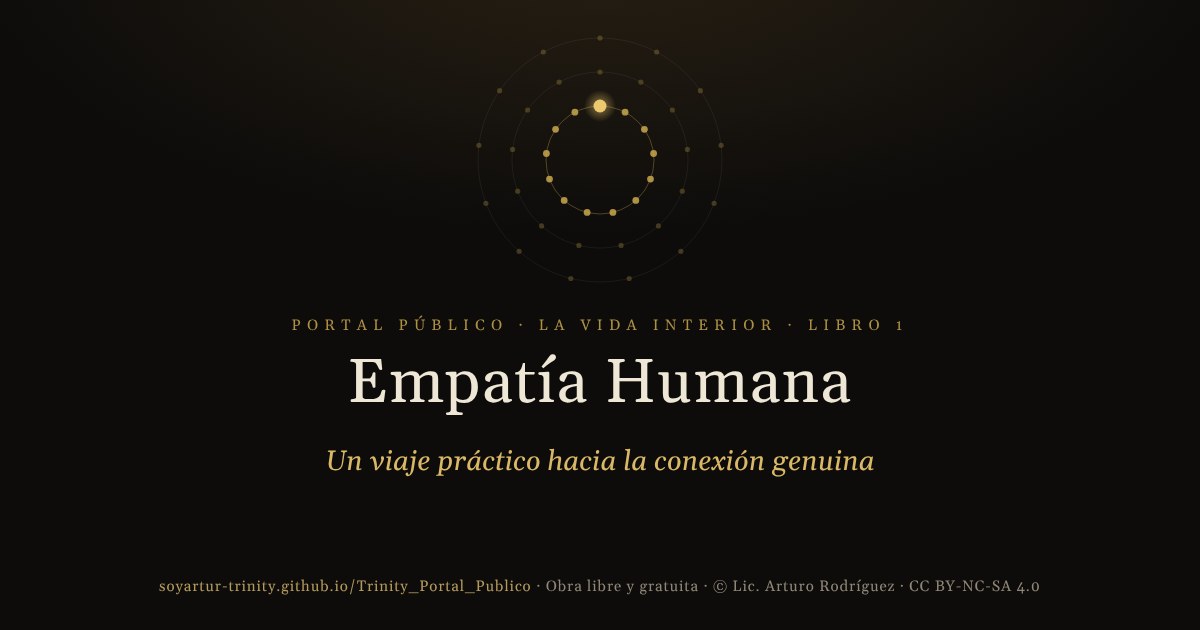 PORTAL PÚBLICO · LA VIDA INTERIOR · LIBRO 1
Empatía Humana
Un viaje práctico hacia la conexión genuina
soyartur-trinity.github.io/Trinity_Portal_Publico · Obra libre y gratuita · © Lic. Arturo Rodríguez · CC BY-NC-SA 4.0